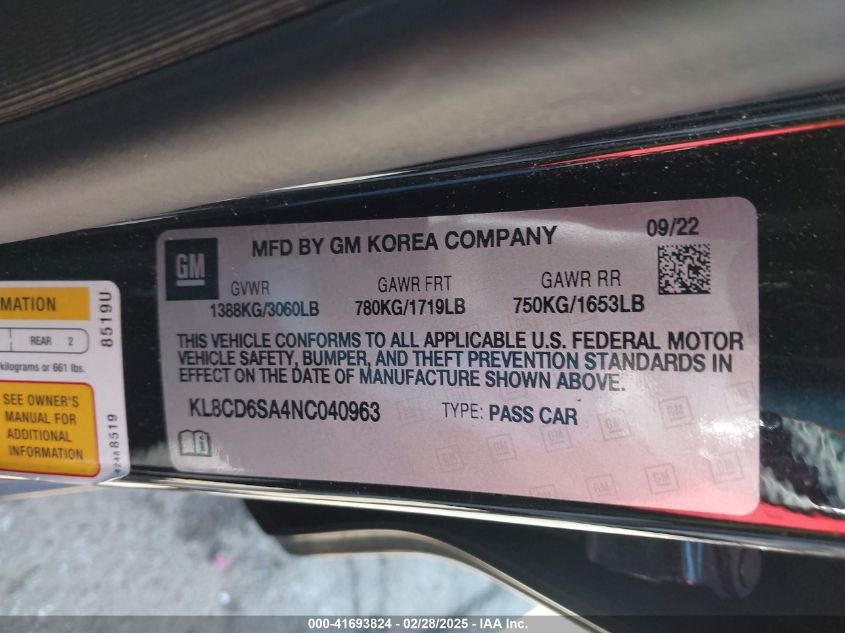 GM
MFD BY GM KOREA COMPANY
09/22
GVWR GAWR FRT GAWR RR
1388KG/3060LB 780KG/1719LB 750KG/1653LB
THIS VEHICLE CONFORMS TO ALL APPLICABLE U.S. FEDERAL MOTOR
VEHICLE SAFETY, BUMPER, AND THEFT PREVENTION STANDARDS IN
EFFECT ON THE DATE OF MANUFACTURE SHOWN ABOVE.
KL8CD6SA4NC040963 TYPE: PASS CAR
MATION
REAR 2
kilograms or 661 lbs.
SEE OWNER'S
MANUAL FOR
ADDITIONAL
INFORMATION
8519U
42488519
000-41693824 - 02/28/2025 - IAA Inc.